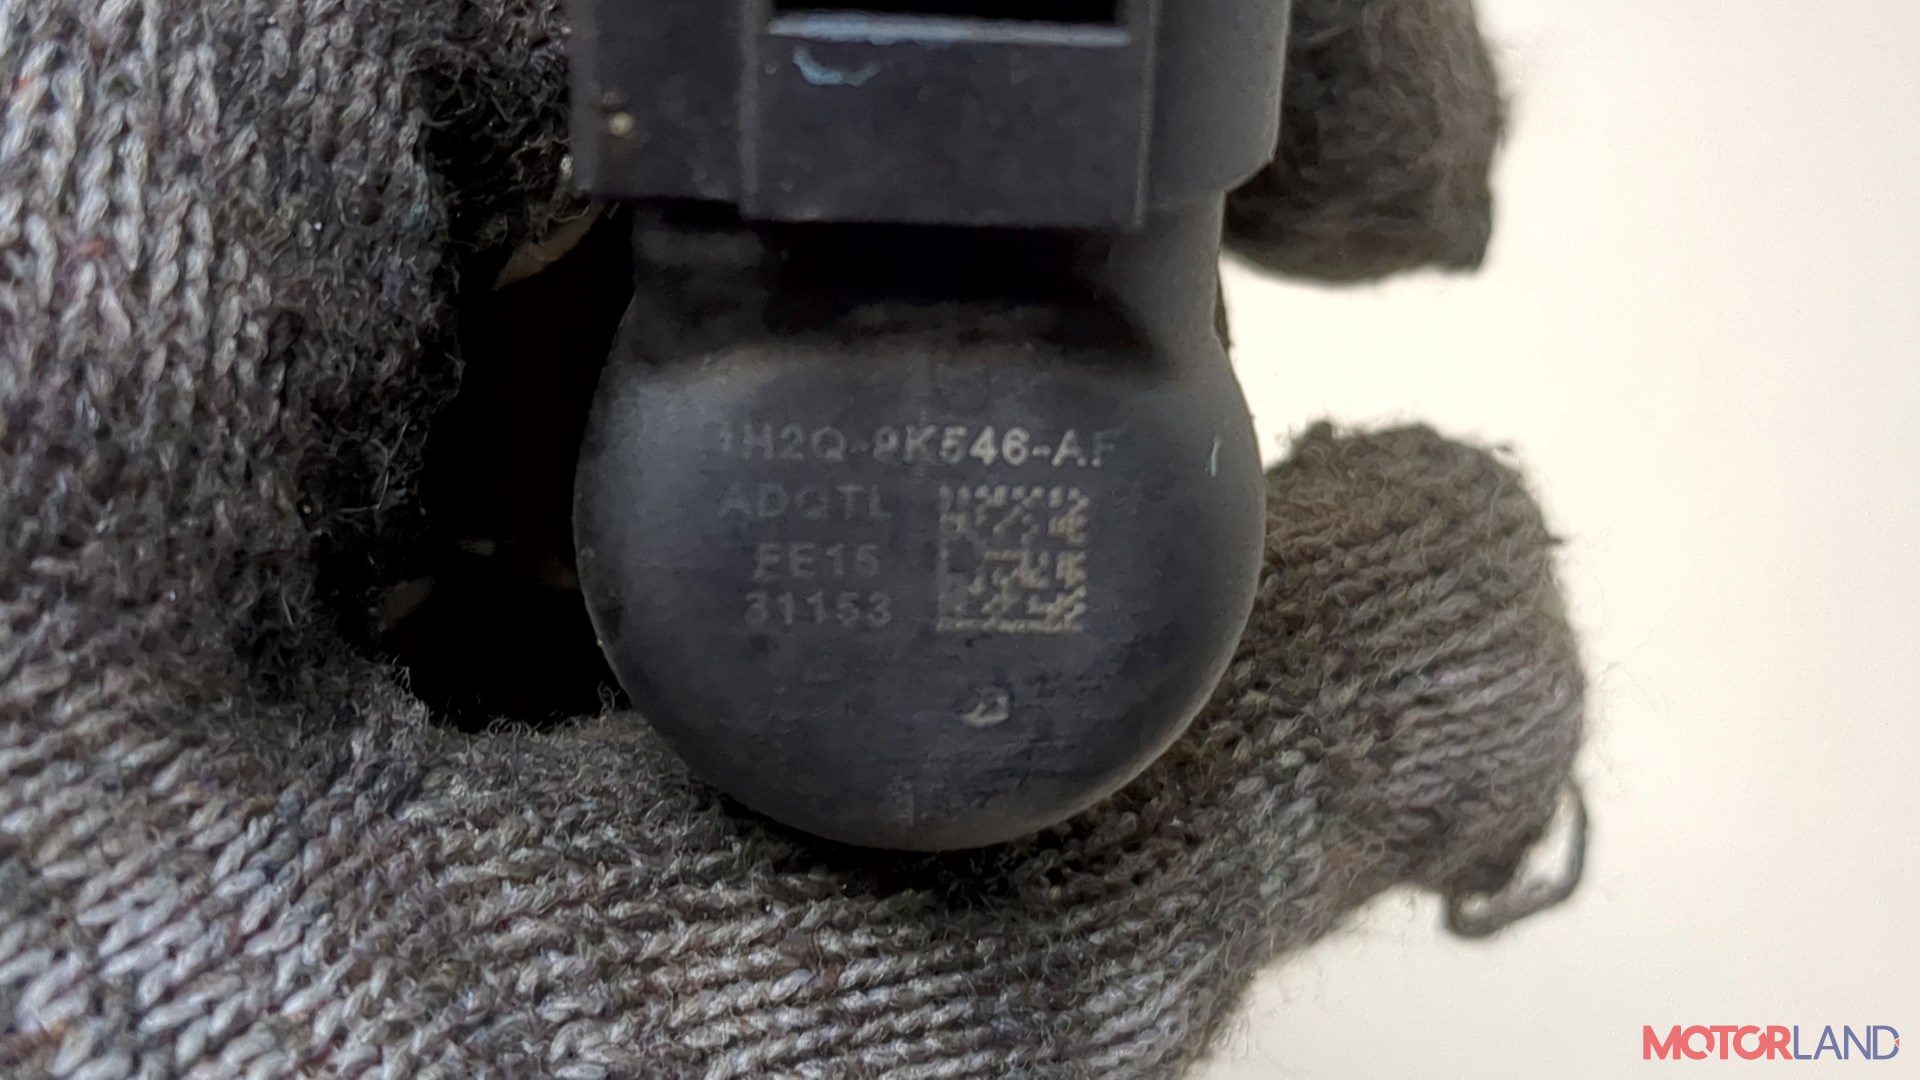 1H2Q-9K546-AF
ADGTL
EE15
31153
MOTORLAND